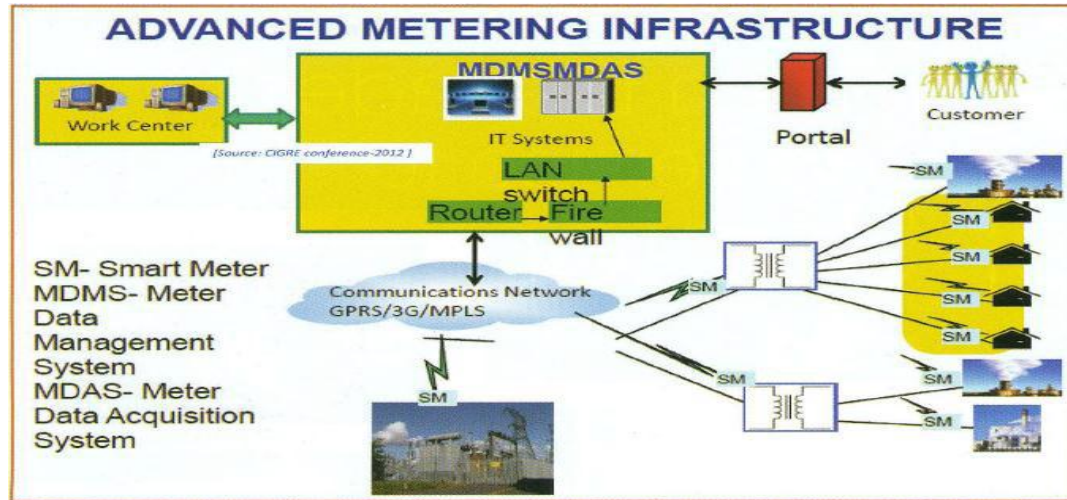 ADVANCED METERING INFRASTRUCTURE
MDMSMDAS
Work Center
IT Systems
[Source: CIGRE conference-2012 ]
LAN
switch
Router
Fire
wall
Portal
Customer
SM
SM
SM
SM
SM
SM- Smart Meter
MDMS- Meter
Data
Management
System
MDAS- Meter
Data Acquisition
System
Communications Network
GPRS/3G/MPLS
SM
SM
SM
SM
SM